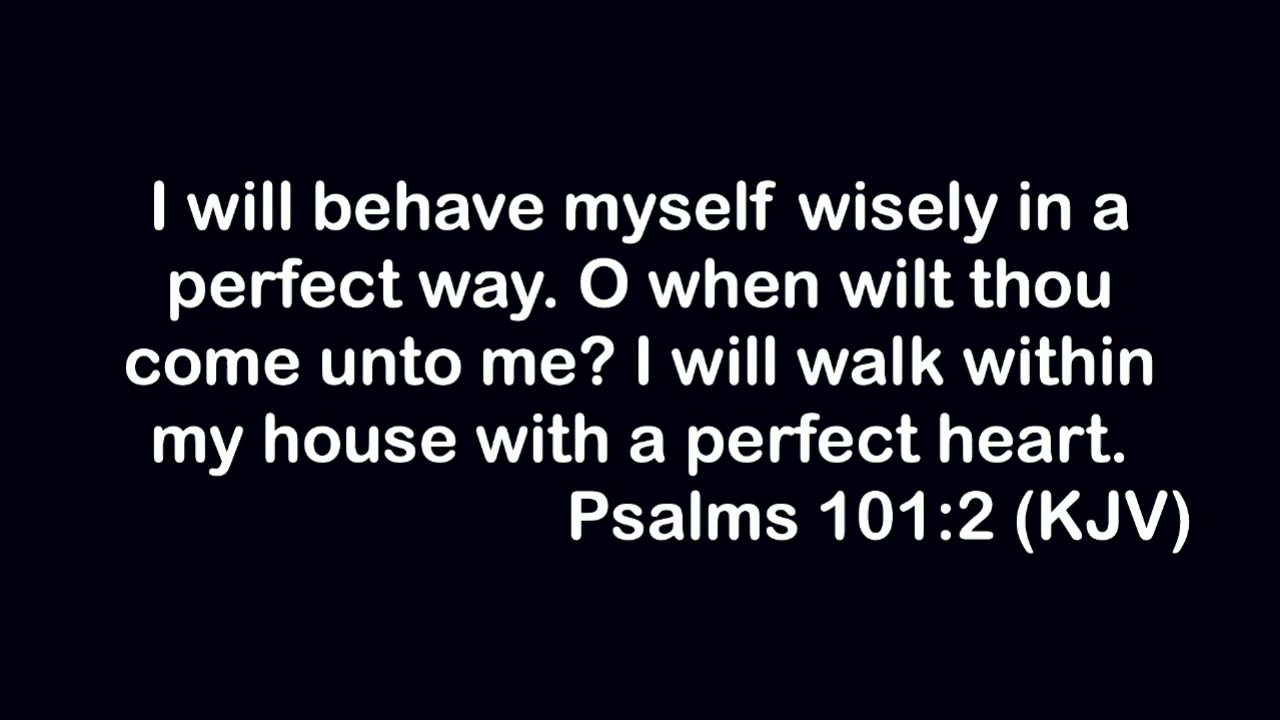 I will behave myself wisely in a
perfect way. O when wilt thou
come unto me? I will walk within
my house with a perfect heart.
Psalms 101:2 (KJV)